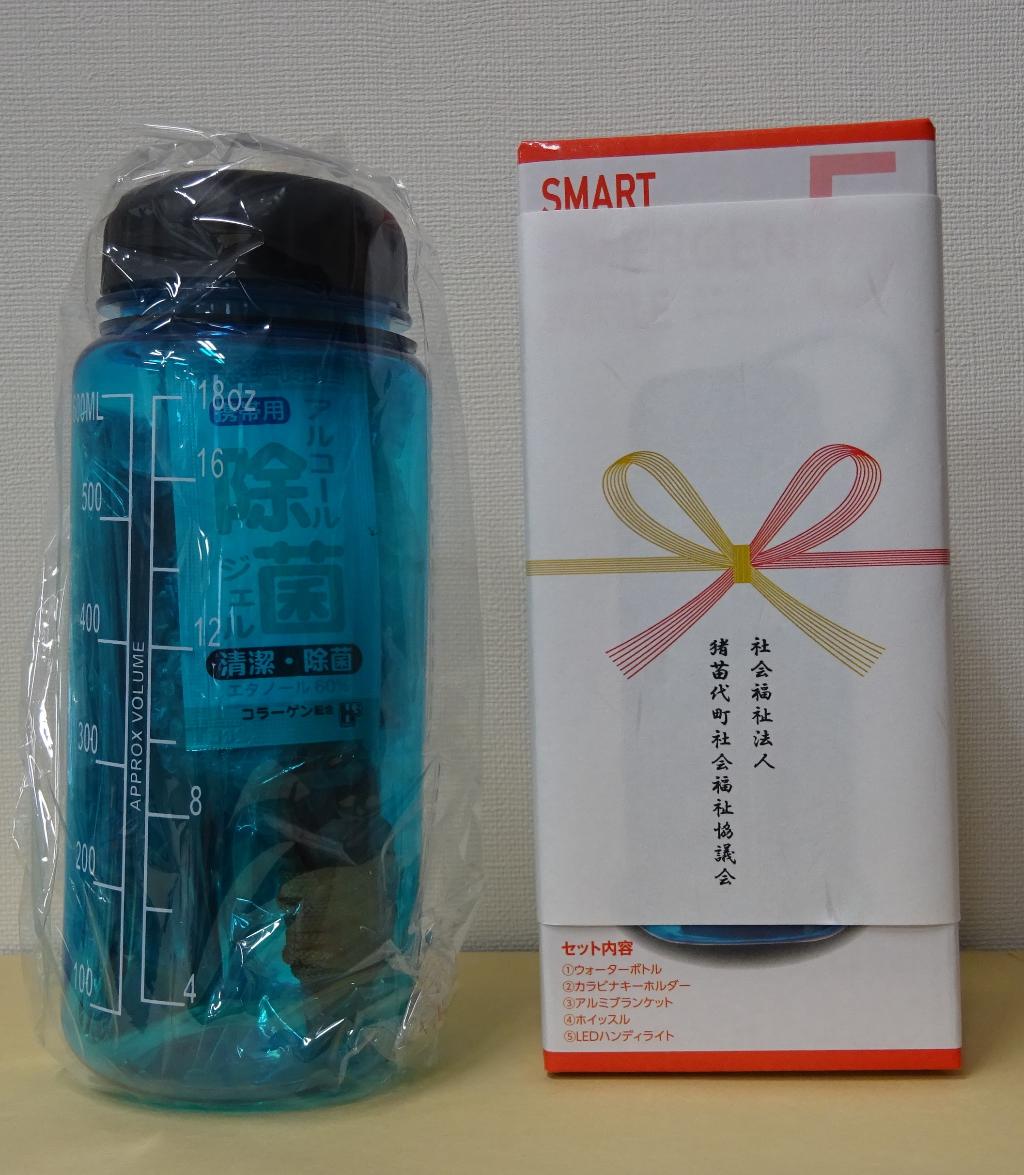 18oz
16
12
8
4
500
400
300
200
100
APPROX VOLUME
携帯用
アルコール
除菌
ジェル
清潔・除菌
エタノール60%
コラーゲン配合
SMART
社会福祉法人
猪苗代町社会福祉協議会
セット内容
①ウォーターボトル
②カラビナキーホルダー
③アルミブランケット
④ホイッスル
⑤LEDハンディライト